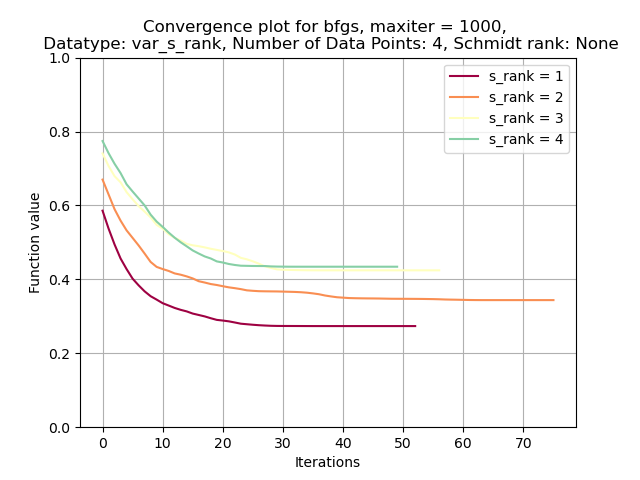 Convergence plot for bfgs, maxiter = 1000,
Datatype: var_s_rank, Number of Data Points: 4, Schmidt rank: None
1.0
0.8
0.6
0.4
0.2
0.0
Function value
s_rank = 1
s_rank = 2
s_rank = 3
s_rank = 4
0 10 20 30 40 50 60 70
Iterations